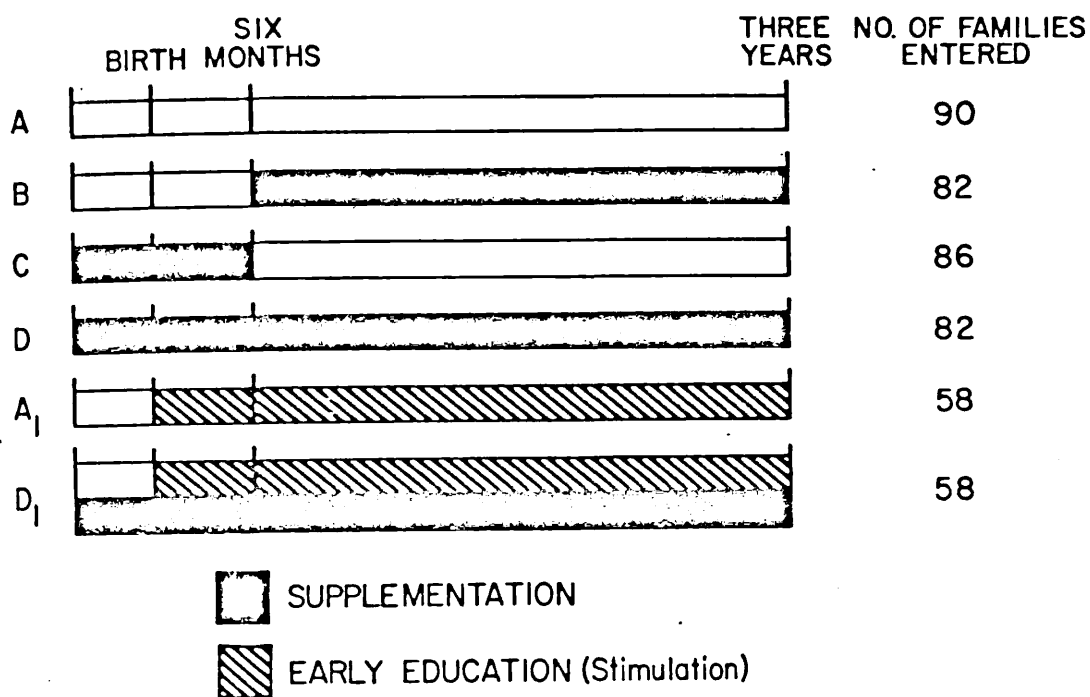 SIX
BIRTH MONTHS
THREE YEARS
NO. OF FAMILIES ENTERED
A 90
B 82
C 86
D 82
A₁ 58
D₁ 58
SUPPLEMENTATION
EARLY EDUCATION (Stimulation)